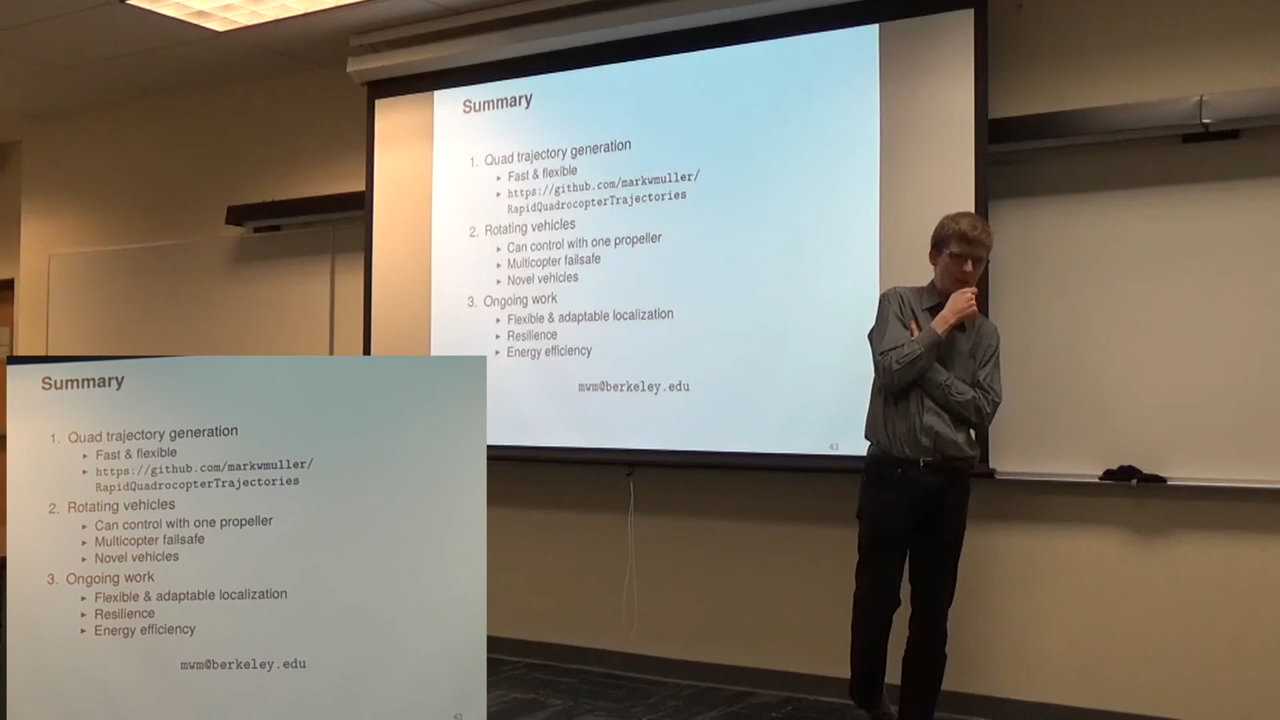 Summary
1. Quad trajectory generation
▸ Fast & flexible
▸ https://github.com/markwmuller/
RapidQuadrocopterTrajectories
2. Rotating vehicles
▸ Can control with one propeller
▸ Multicopter failsafe
▸ Novel vehicles
3. Ongoing work
▸ Flexible & adaptable localization
▸ Resilience
▸ Energy efficiency
mwm@berkeley.edu
43
Summary
1. Quad trajectory generation
▸ Fast & flexible
▸ https://github.com/markwmuller/
RapidQuadrocopterTrajectories
2. Rotating vehicles
▸ Can control with one propeller
▸ Multicopter failsafe
▸ Novel vehicles
3. Ongoing work
▸ Flexible & adaptable localization
▸ Resilience
▸ Energy efficiency
mwm@berkeley.edu
43